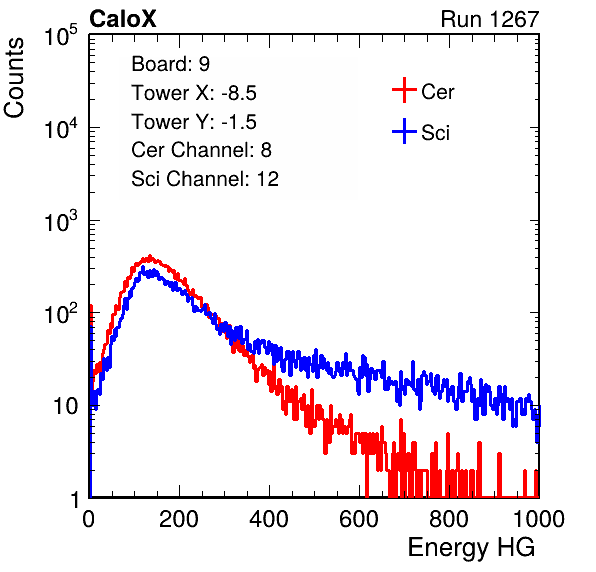 CaloX Run 1267
Counts
10^5
10^4
10^3
10^2
10
1
Board: 9
Tower X: -8.5
Tower Y: -1.5
Cer Channel: 8
Sci Channel: 12
Cer
Sci
0 200 400 600 800 1000
Energy HG